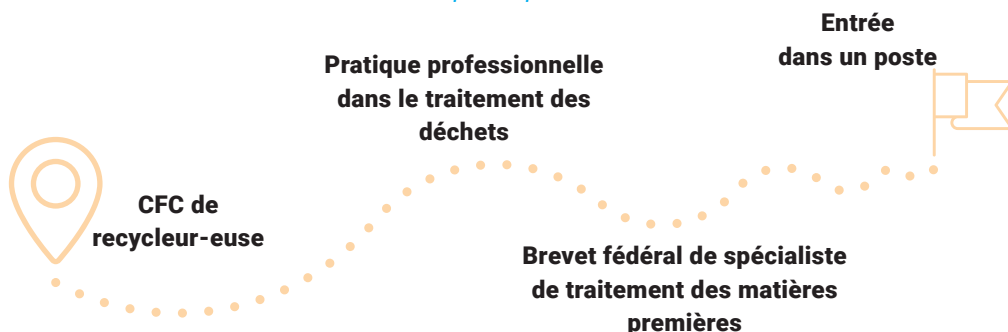 CFC de
recycleur-euse
Pratique professionnelle
dans le traitement des
déchets
Brevet fédéral de spécialiste
de traitement des matières
premières
Entrée
dans un poste